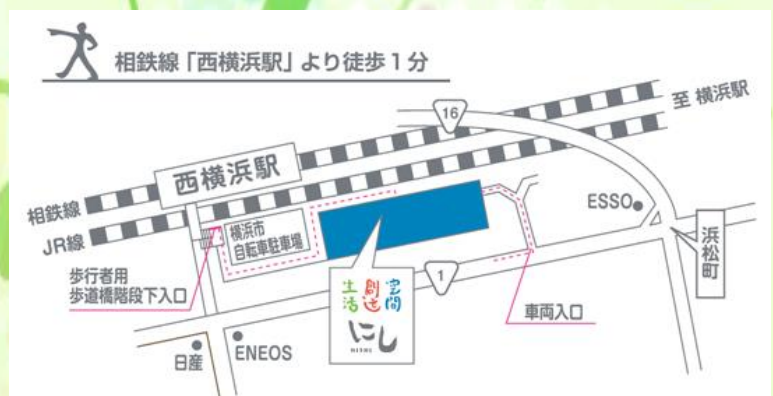 相鉄線「西横浜駅」より徒歩1分
16
至 横浜駅
西横浜駅
相鉄線
JR線
横浜市
自転車駐車場
ESSO
浜松町
歩行者用
歩道橋階段下入口
1
生活
創造
空間
にし
NISHI
車両入口
日産
ENEOS